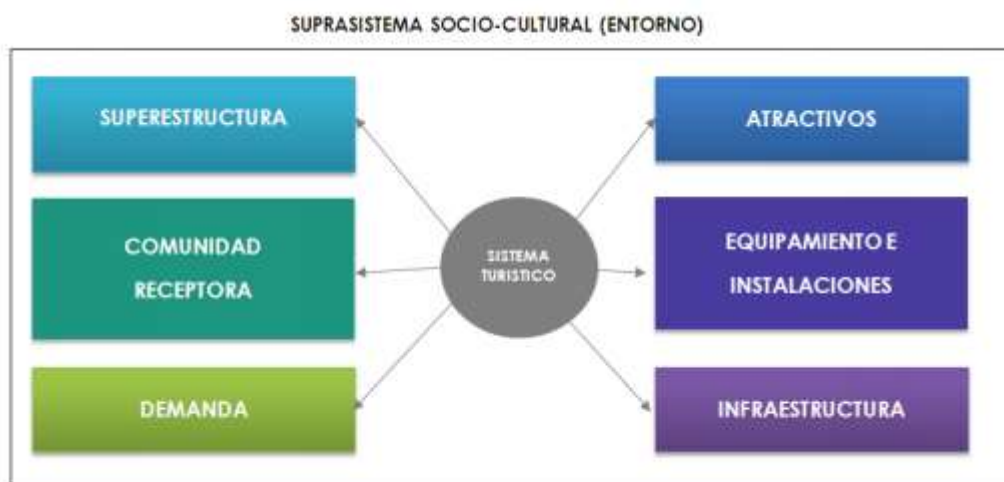 SUPRASISTEMA SOCIO-CULTURAL (ENTORNO)
SUPERESTRUCTURA
COMUNIDAD
RECEPTORA
DEMANDA
SISTEMA
TURISTICO
ATRACTIVOS
EQUIPAMIENTO E
INSTALACIONES
INFRAESTRUCTURA